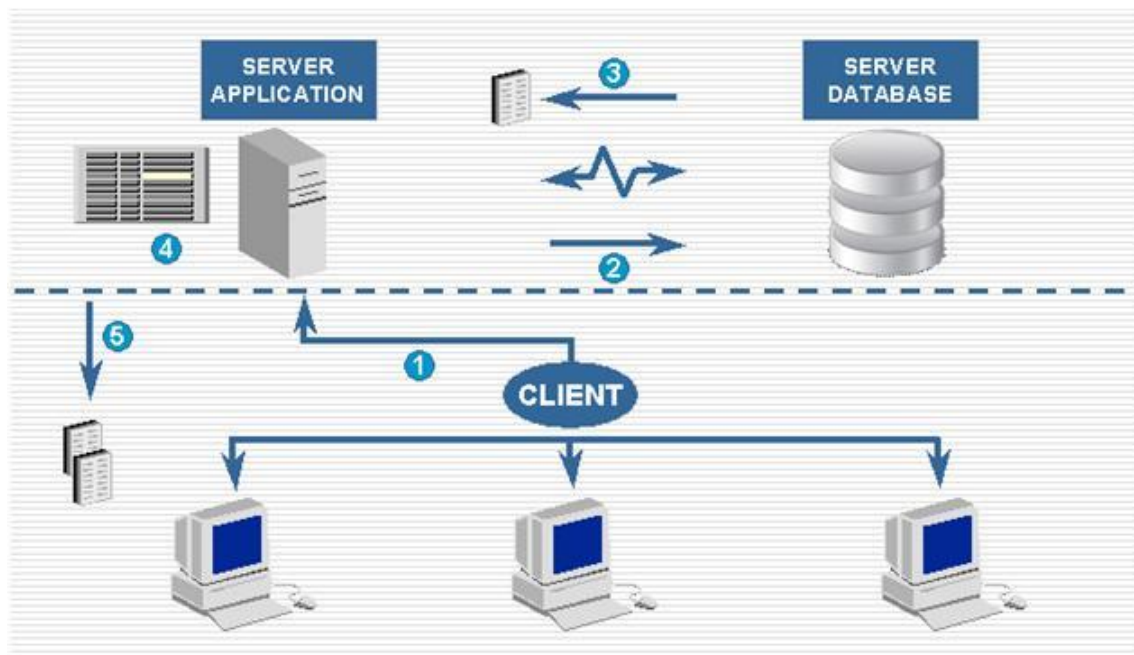 SERVER
APPLICATION
3
SERVER
DATABASE
4
2
5
1
CLIENT